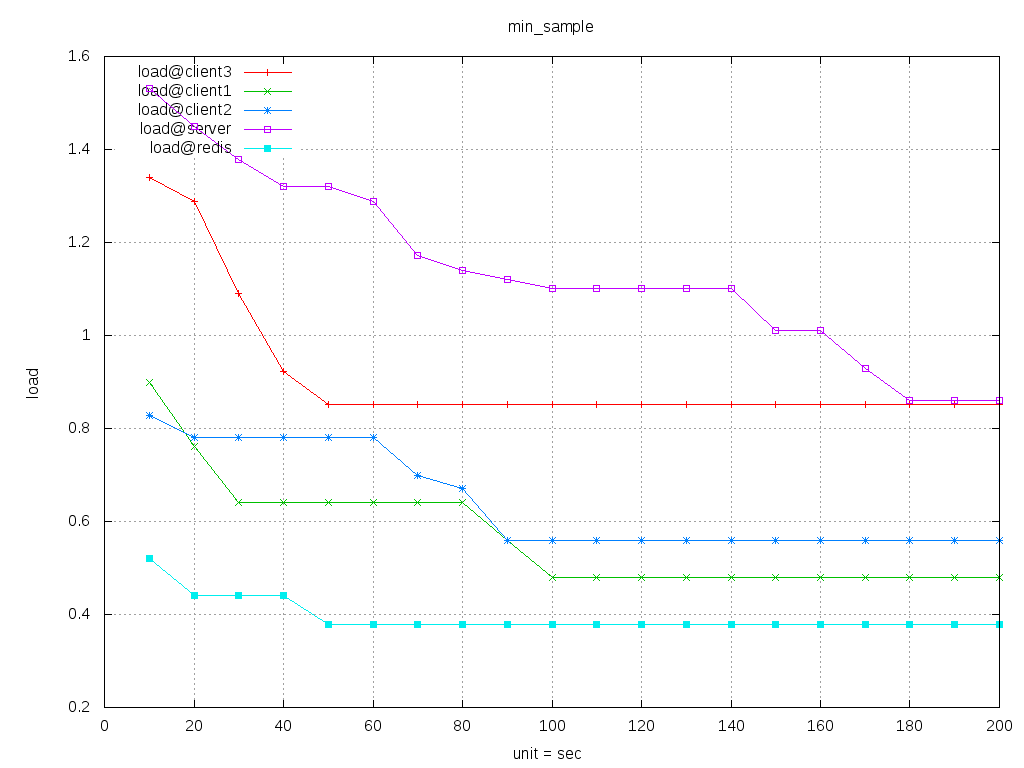 min_sample
1.6
1.4
1.2
1
0.8
0.6
0.4
0.2
load
load@client3
load@client1
load@client2
load@server
load@redis
0 20 40 60 80 100 120 140 160 180 200
unit = sec